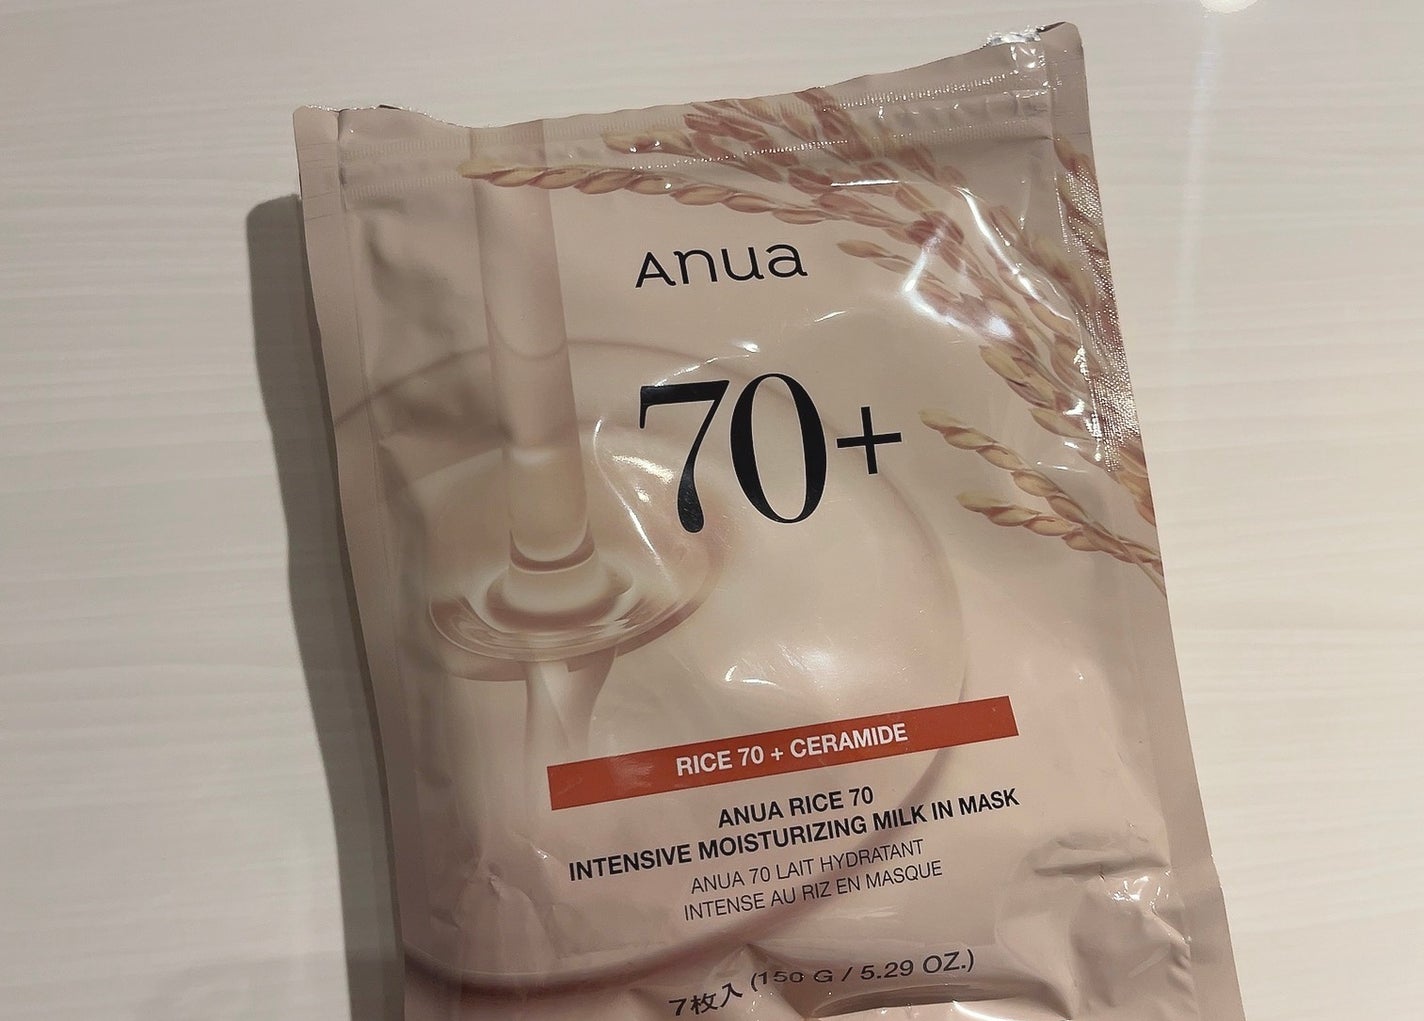 Anua
70+
RICE 70 + CERAMIDE
ANUA RICE 70
INTENSIVE MOISTURIZING MILK IN MASK
ANUA 70 LAIT HYDRATANT
INTENSE AU RIZ EN MASQUE
7枚入 (150 G / 5.29 OZ.)